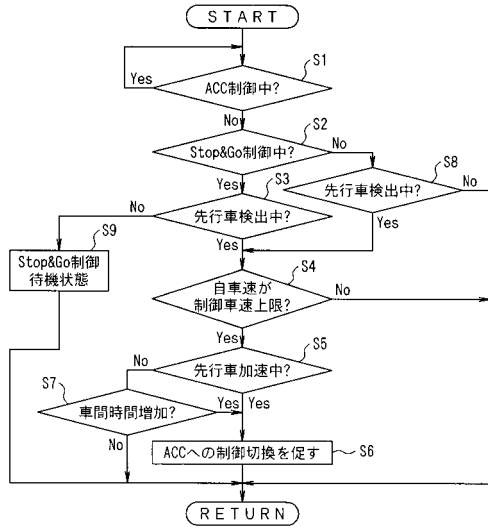 START
S1
Yes
ACC制御中?
No
S2
Stop&Go制御中?
No
S8
Yes
S3
先行車検出中?
No
No
先行車検出中?
Yes
S9
Yes
Stop&Go制御
待機状態
S4
自車速が
制御車速上限?
No
Yes
S5
No
先行車加速中?
S7
Yes
Yes
車間時間増加?
No
ACCへの制御切換を促す
S6
RETURN